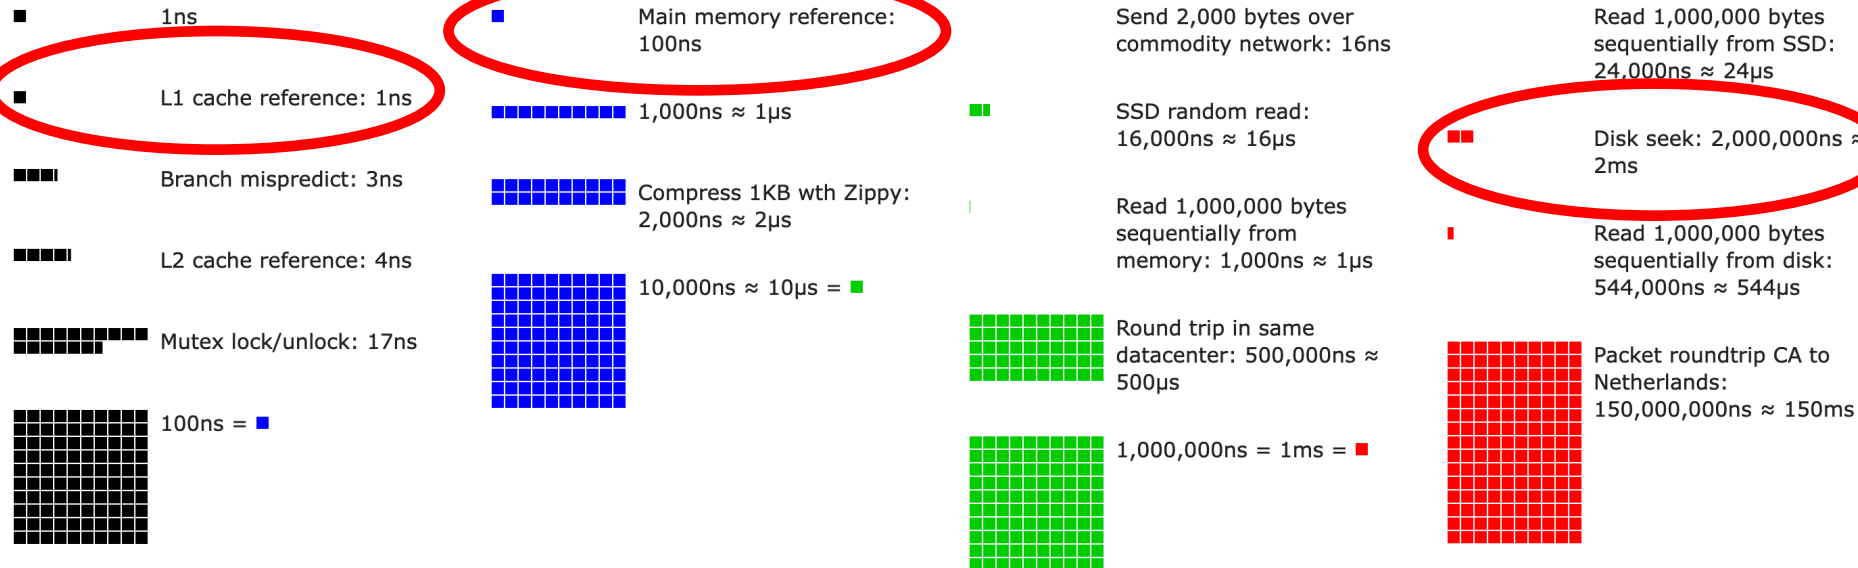 1ns
L1 cache reference: 1ns
Branch mispredict: 3ns
L2 cache reference: 4ns
Mutex lock/unlock: 17ns
100ns =
Main memory reference:
100ns
1,000ns ≈ 1μs
Compress 1KB wth Zippy:
2,000ns ≈ 2μs
10,000ns ≈ 10μs =
Send 2,000 bytes over
commodity network: 16ns
SSD random read:
16,000ns ≈ 16μs
Read 1,000,000 bytes
sequentially from
memory: 1,000ns ≈ 1μs
Round trip in same
datacenter: 500,000ns ≈
500μs
1,000,000ns = 1ms =
Read 1,000,000 bytes
sequentially from SSD:
24,000ns ≈ 24μs
Disk seek: 2,000,000ns ≈
2ms
Read 1,000,000 bytes
sequentially from disk:
544,000ns ≈ 544μs
Packet roundtrip CA to
Netherlands:
150,000,000ns ≈ 150ms